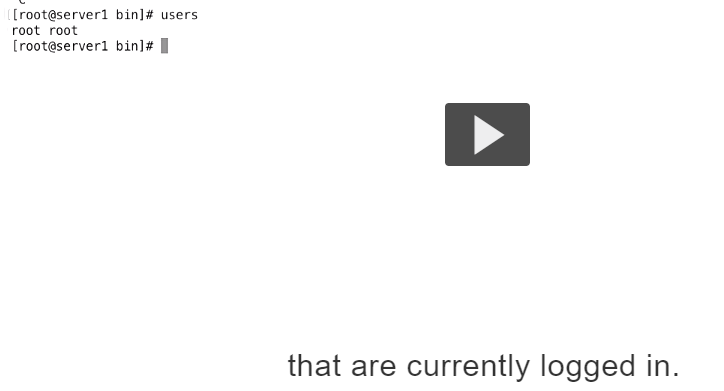 [root@server1 bin]# users
root root
[root@server1 bin]#
that are currently logged in.